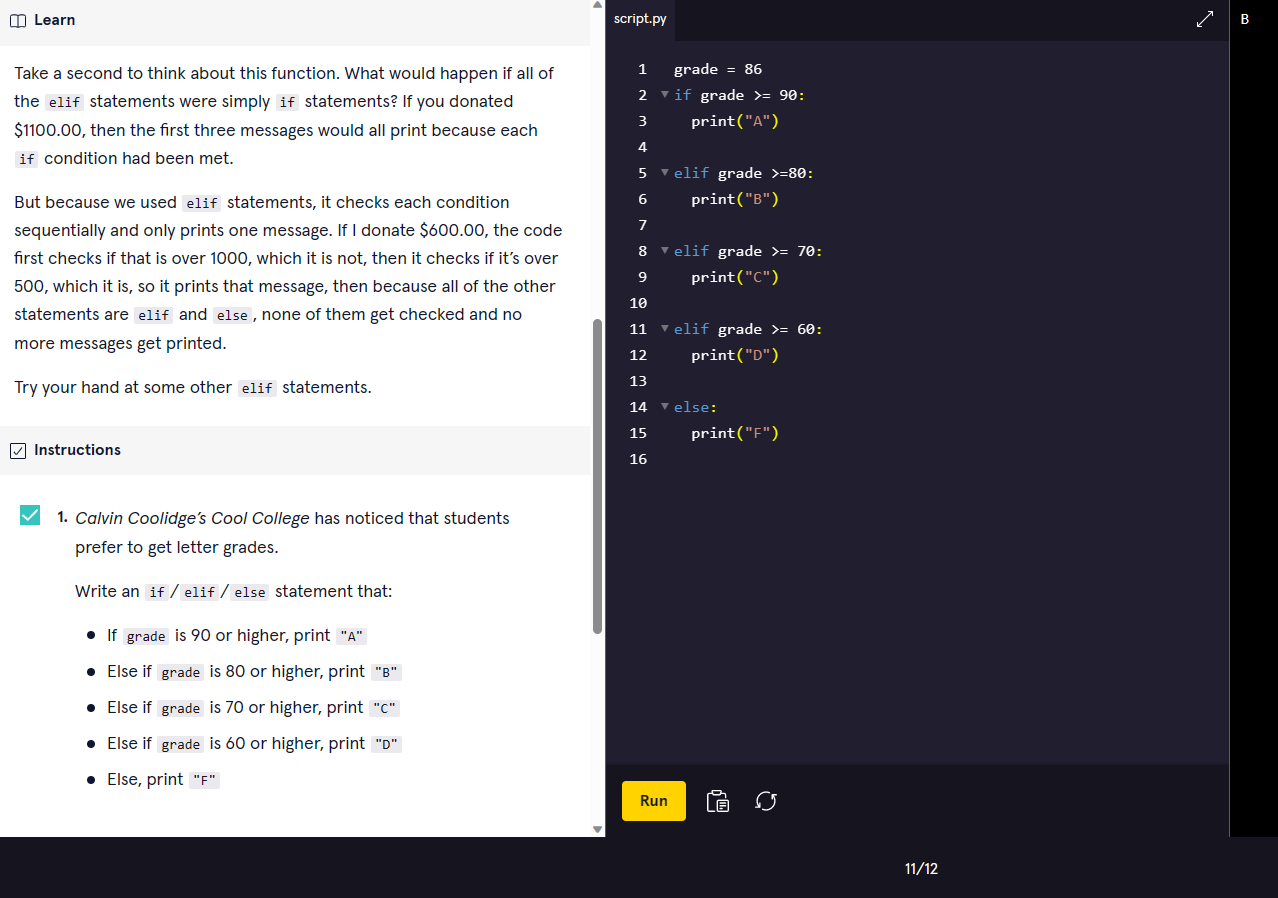 Learn
Take a second to think about this function. What would happen if all of
the elif statements were simply if statements? If you donated
$1100.00, then the first three messages would all print because each
if condition had been met.
But because we used elif statements, it checks each condition
sequentially and only prints one message. If I donate $600.00, the code
first checks if that is over 1000, which it is not, then it checks if it’s over
500, which it is, so it prints that message, then because all of the other
statements are elif and else, none of them get checked and no
more messages get printed.
Try your hand at some other elif statements.
Instructions
1. Calvin Coolidge’s Cool College has noticed that students
prefer to get letter grades.
Write an if/elif/else statement that:
If grade is 90 or higher, print "A"
Else if grade is 80 or higher, print "B"
Else if grade is 70 or higher, print "C"
Else if grade is 60 or higher, print "D"
Else, print "F"
script.py
1 grade = 86
2 if grade >= 90:
3 print("A")
4
5 elif grade >=80:
6 print("B")
7
8 elif grade >= 70:
9 print("C")
10
11 elif grade >= 60:
12 print("D")
13
14 else:
15 print("F")
16
Run
B
11/12